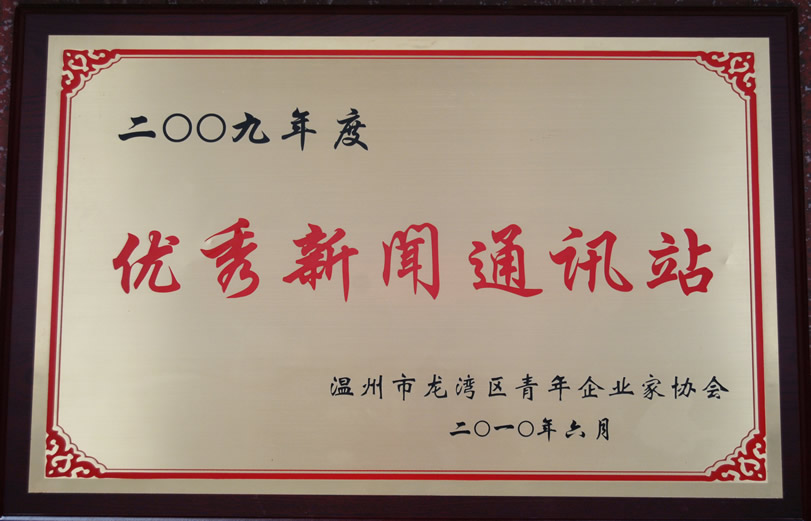 二〇〇九年度
优秀新闻通讯站
温州市龙湾区青年企业家协会
二〇一〇年六月